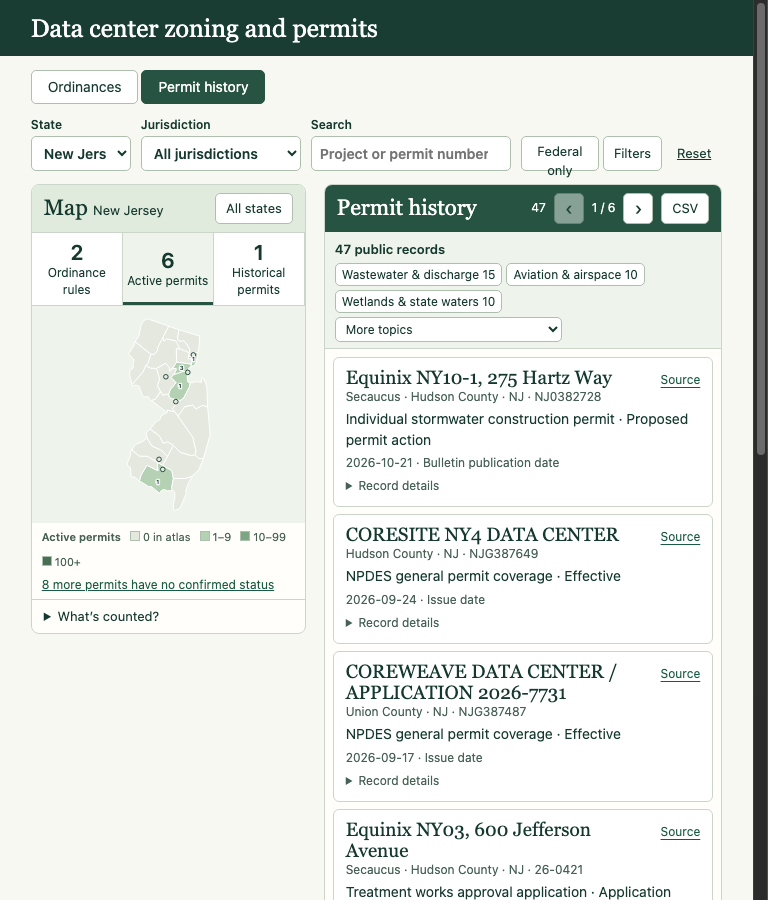 Data center zoning and permits
Ordinances
Permit history
State
Jurisdiction
Search
New Jers
All jurisdictions
Project or permit number
Federal only
Filters
Reset
Map New Jersey
All states
2
Ordinance rules
6
Active permits
1
Historical permits
1
3
1
1
Active permits
0 in atlas
1–9
10–99
100+
8 more permits have no confirmed status
▶ What's counted?
Permit history
47
‹
1 / 6
›
CSV
47 public records
Wastewater & discharge 15
Aviation & airspace 10
Wetlands & state waters 10
More topics
Equinix NY10-1, 275 Hartz Way
Source
Secaucus · Hudson County · NJ · NJ0382728
Individual stormwater construction permit · Proposed
permit action
2026-10-21 · Bulletin publication date
▶ Record details
CORESITE NY4 DATA CENTER
Source
Hudson County · NJ · NJG387649
NPDES general permit coverage · Effective
2026-09-24 · Issue date
▶ Record details
COREWEAVE DATA CENTER /
APPLICATION 2026-7731
Source
Union County · NJ · NJG387487
NPDES general permit coverage · Effective
2026-09-17 · Issue date
▶ Record details
Equinix NY03, 600 Jefferson
Avenue
Source
Secaucus · Hudson County · NJ · 26-0421
Treatment works approval application · Application